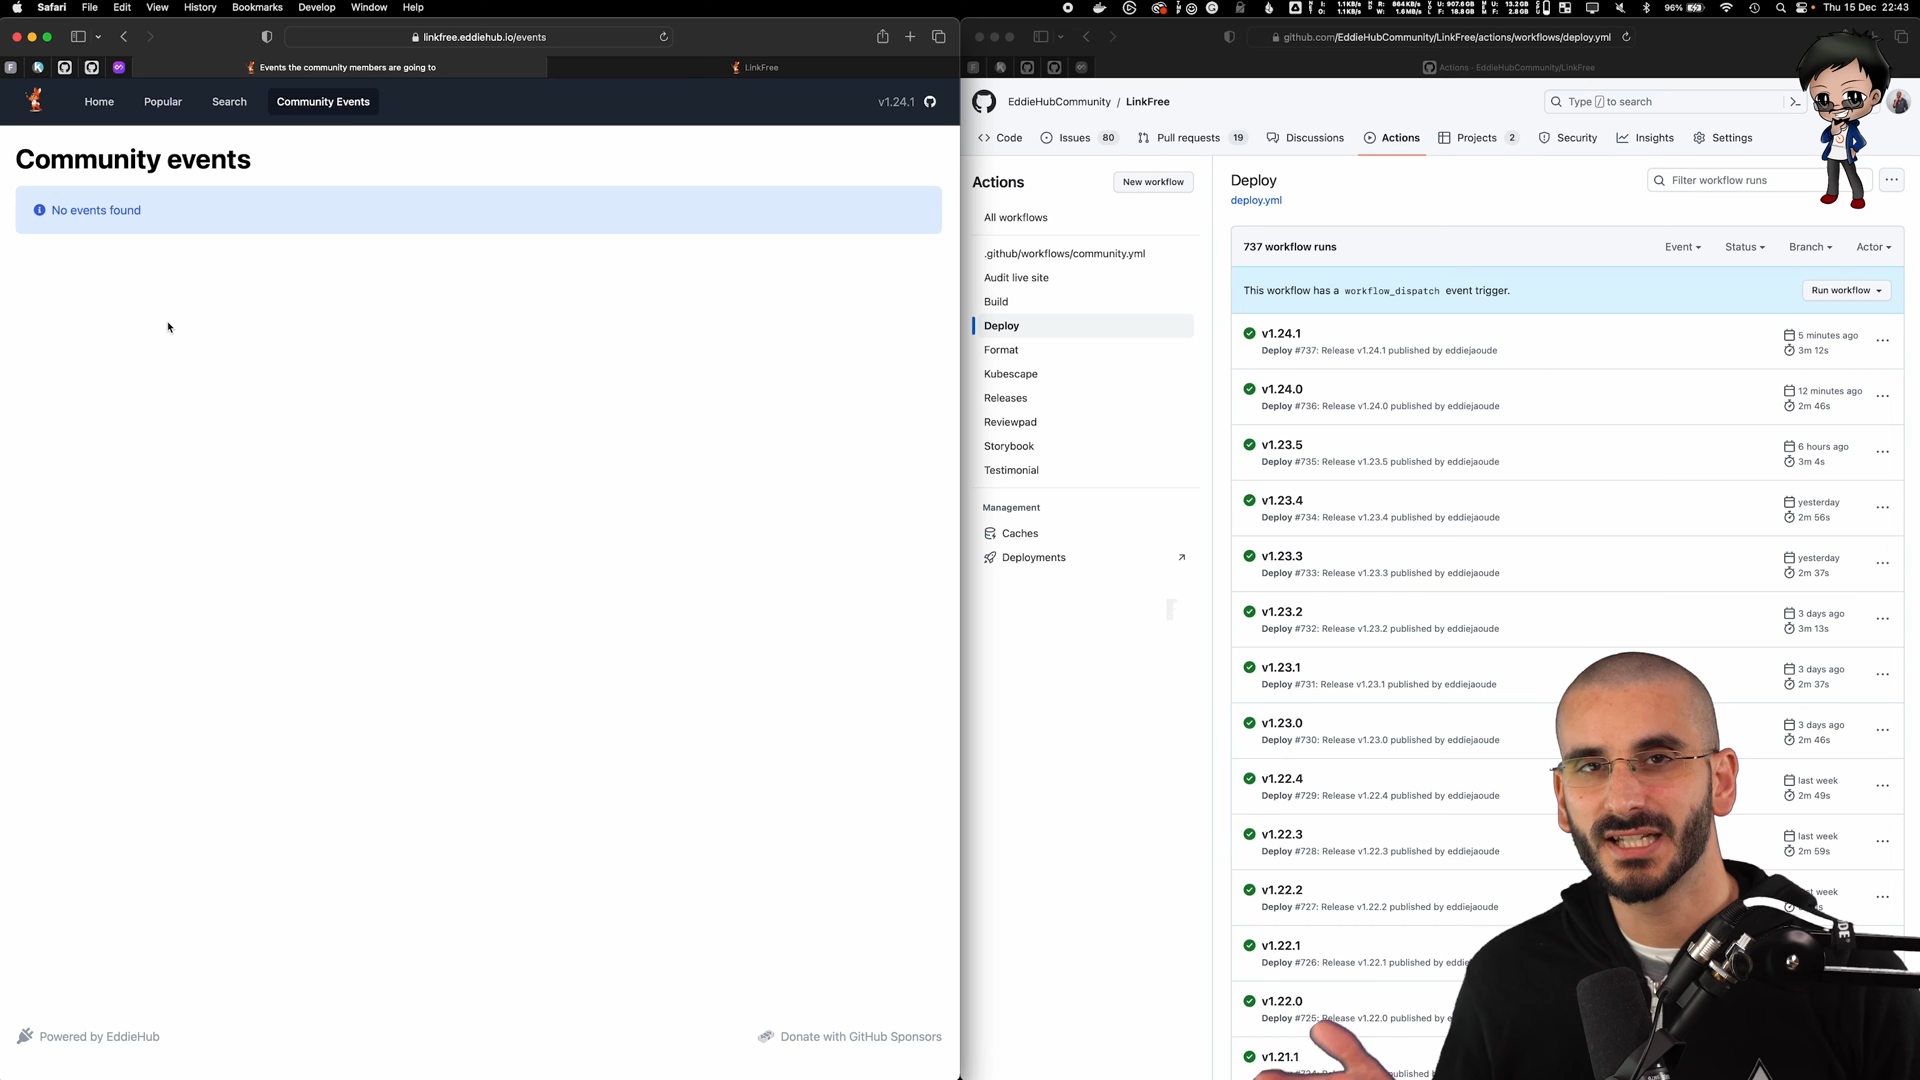 Safari File Edit View History Bookmarks Develop Window Help
96% Thu 15 Dec 22:43
linkfree.eddiehub.io/events
Events the community members are going to
LinkFree
Home
Popular
Search
Community Events
v1.24.1
Community events
No events found
Powered by EddieHub
Donate with GitHub Sponsors
github.com/EddieHubCommunity/LinkFree/actions/workflows/deploy.yml
Actions · EddieHubCommunity/LinkFree
EddieHubCommunity / LinkFree
Type / to search
Code
Issues 80
Pull requests 19
Discussions
Actions
Projects 2
Security
Insights
Settings
Actions
New workflow
All workflows
.github/workflows/community.yml
Audit live site
Build
Deploy
Format
Kubescape
Releases
Reviewpad
Storybook
Testimonial
Management
Caches
Deployments
Deploy
deploy.yml
Filter workflow runs
737 workflow runs
Event
Status
Branch
Actor
This workflow has a workflow_dispatch event trigger.
Run workflow
v1.24.1
Deploy #737: Release v1.24.1 published by eddiejaoude
5 minutes ago
3m 12s
v1.24.0
Deploy #736: Release v1.24.0 published by eddiejaoude
12 minutes ago
2m 46s
v1.23.5
Deploy #735: Release v1.23.5 published by eddiejaoude
6 hours ago
3m 4s
v1.23.4
Deploy #734: Release v1.23.4 published by eddiejaoude
yesterday
2m 56s
v1.23.3
Deploy #733: Release v1.23.3 published by eddiejaoude
yesterday
2m 37s
v1.23.2
Deploy #732: Release v1.23.2 published by eddiejaoude
3 days ago
3m 13s
v1.23.1
Deploy #731: Release v1.23.1 published by eddiejaoude
3 days ago
2m 37s
v1.23.0
Deploy #730: Release v1.23.0 published by eddiejaoude
3 days ago
2m 46s
v1.22.4
Deploy #729: Release v1.22.4 published by eddiejaoude
last week
2m 49s
v1.22.3
Deploy #728: Release v1.22.3 published by eddiejaoude
last week
2m 59s
v1.22.2
Deploy #727: Release v1.22.2 published by eddiejaoude
week
v1.22.1
Deploy #726: Release v1.22.1 published by eddie
v1.22.0
Deploy #725: Release v1.22.0 published by e
v1.21.1